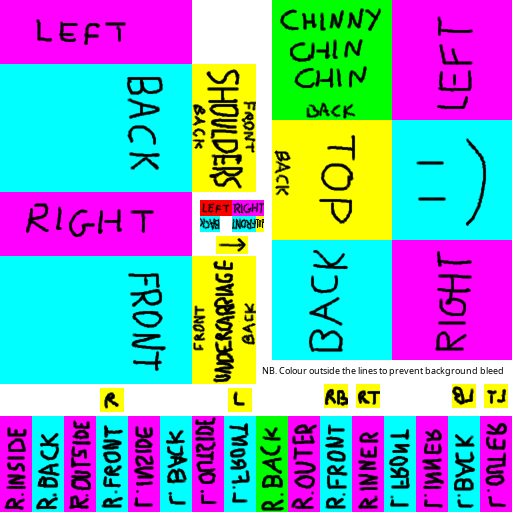 LEFT
BACK
SHOULDERS
FRONT
BACK
RIGHT
FRONT
LEFT RIGHT
BACK FRONT
UNDERCARRIAGE
FRONT
BACK
CHINNY
CHIN
CHIN
BACK
LEFT
BACK
TOP
BACK
RIGHT
NB. Colour outside the lines to prevent background bleed
R L RB RT BL TL
R.INSIDE
R.BACK
R.OUTSIDE
R.FRONT
L.INSIDE
L.BACK
L.OUTSIDE
L.FRONT
R.BACK
R.OUTER
R.FRONT
R.INNER
L.FRONT
L.INNER
L.BACK
L.OUTER